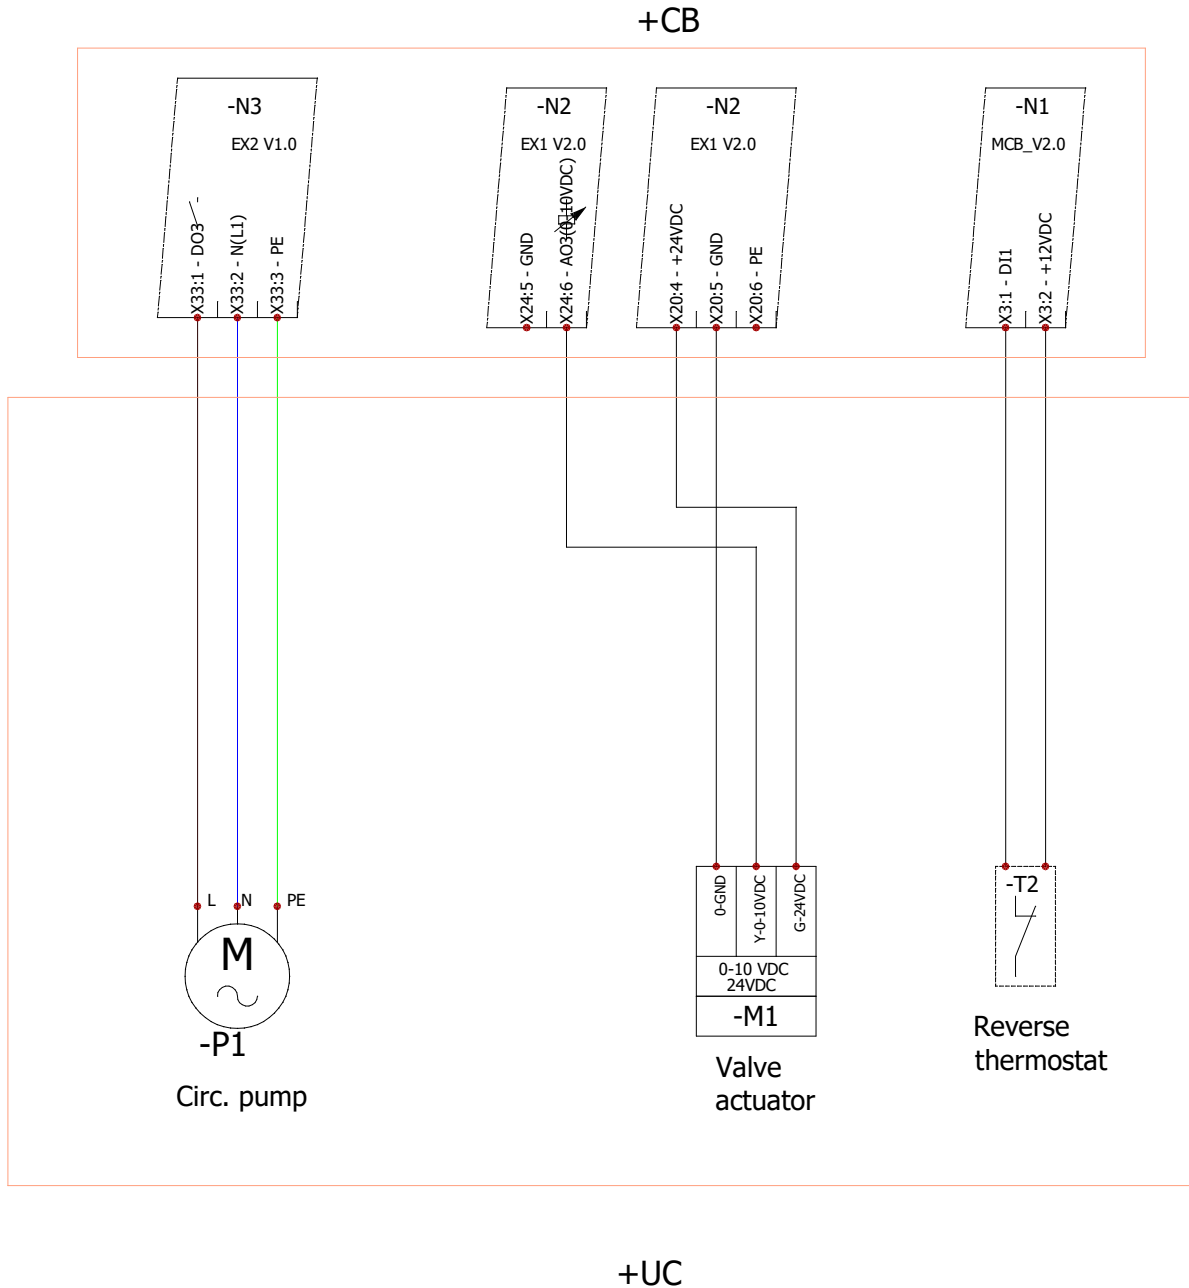 +CB
-N3
EX2 V1.0
X33:1 - DO3
X33:2 - N(L1)
X33:3 - PE
-N2
EX1 V2.0
X24:5 - GND
X24:6 - AO3(0-10VDC)
-N2
EX1 V2.0
X20:4 - +24VDC
X20:5 - GND
X20:6 - PE
-N1
MCB_V2.0
X3:1 - DI1
X3:2 - +12VDC
L
N
PE
M
-P1
Circ. pump
0-GND
Y-0-10VDC
G-24VDC
0-10 VDC
24VDC
-M1
Valve
actuator
-T2
Reverse
thermostat
+UC